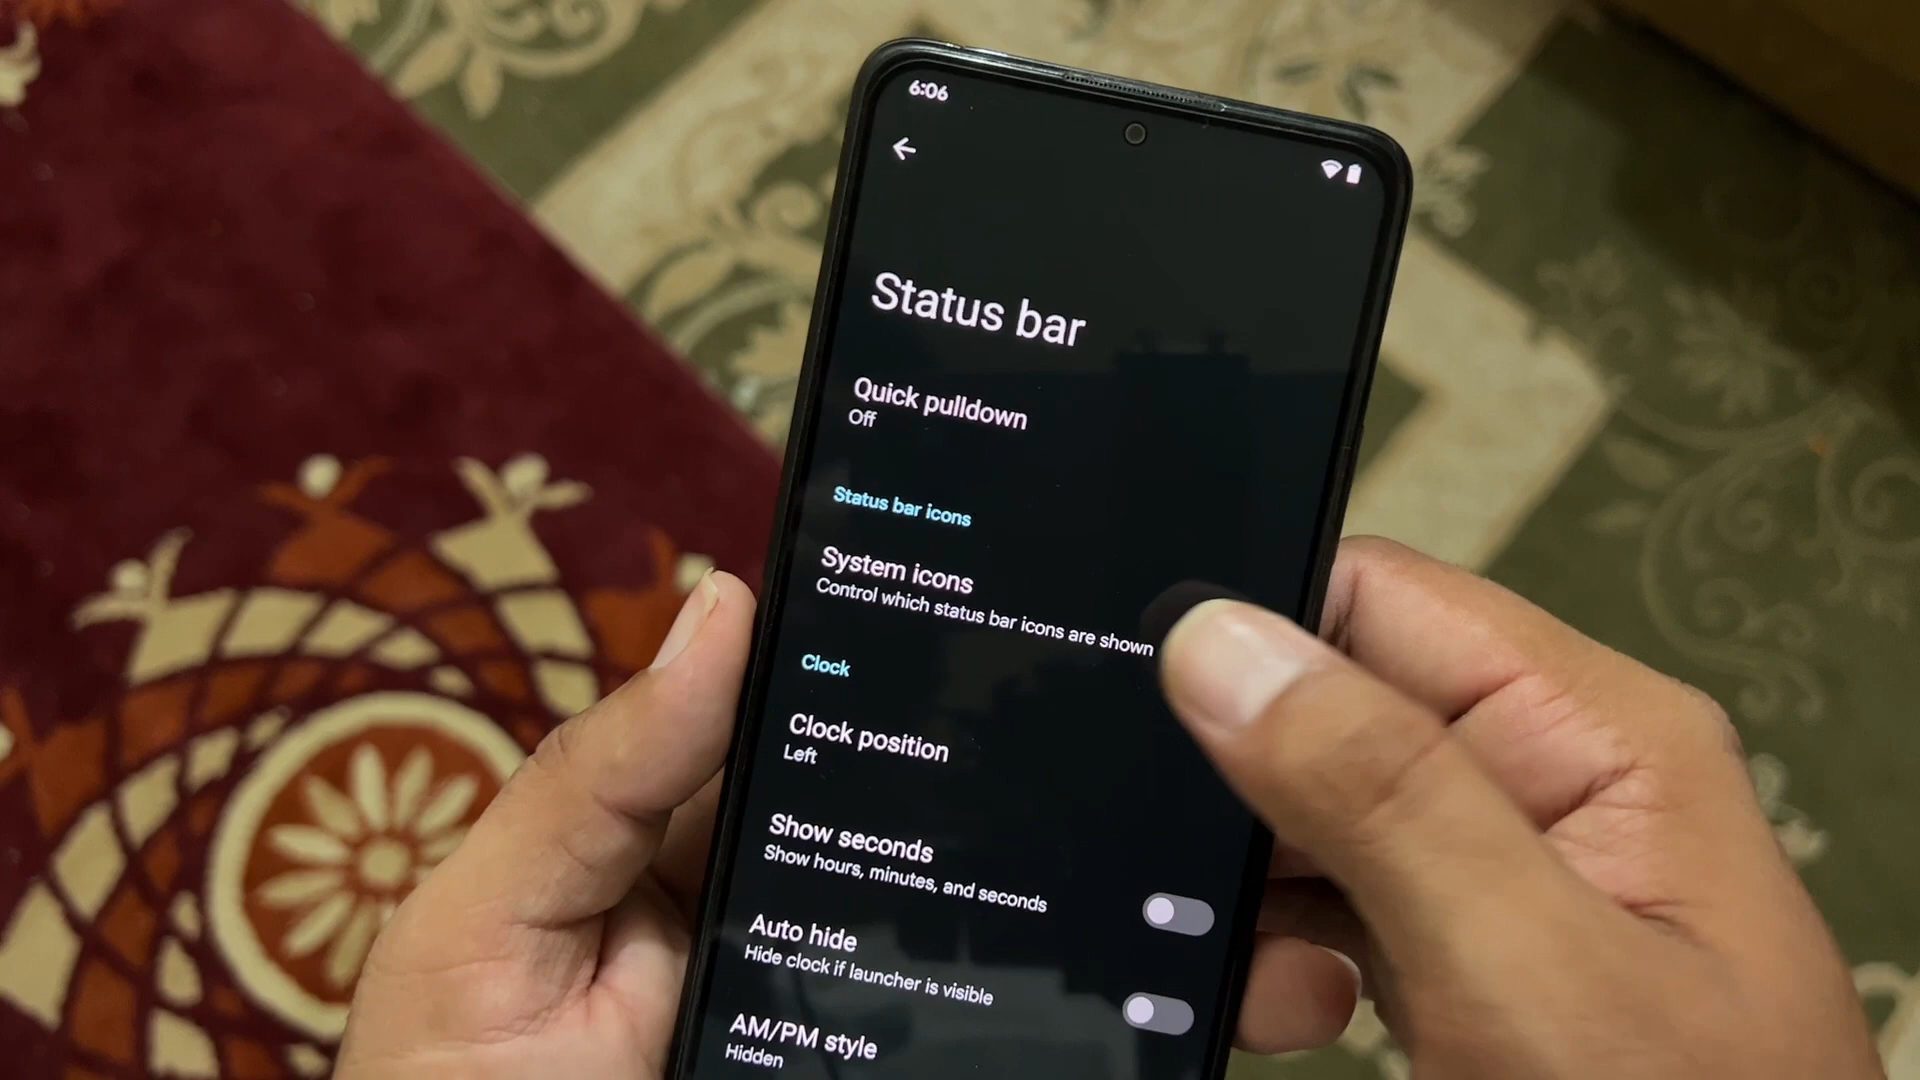 6:06
Status bar
Quick pulldown
Off
Status bar icons
System icons
Control which status bar icons are shown
Clock
Clock position
Left
Show seconds
Show hours, minutes, and seconds
Auto hide
Hide clock if launcher is visible
AM/PM style
Hidden